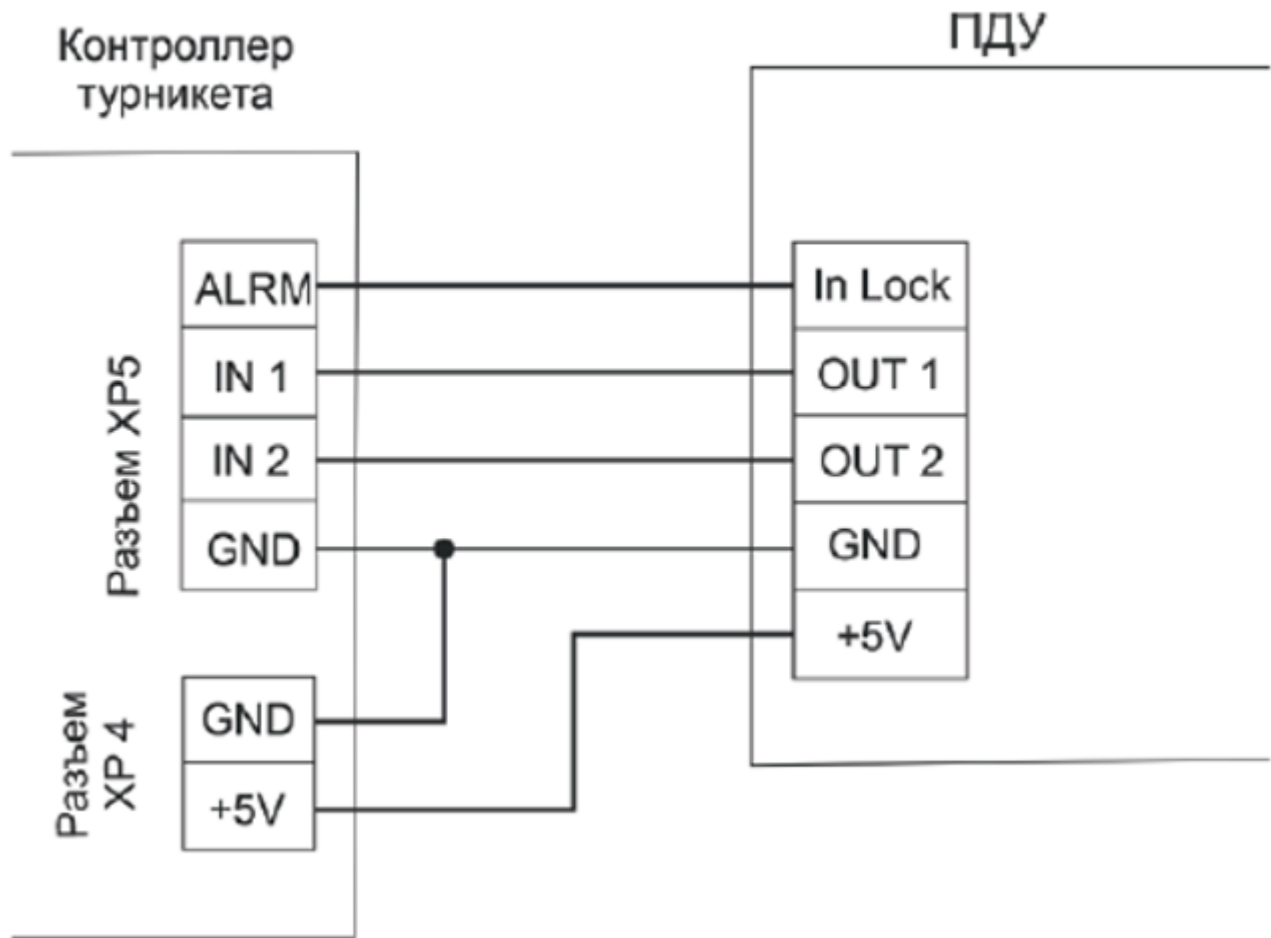 Контроллер
турникета
ПДУ
Разъем XP5
ALRM
IN 1
IN 2
GND
Разъем
XP 4
GND
+5V
In Lock
OUT 1
OUT 2
GND
+5V